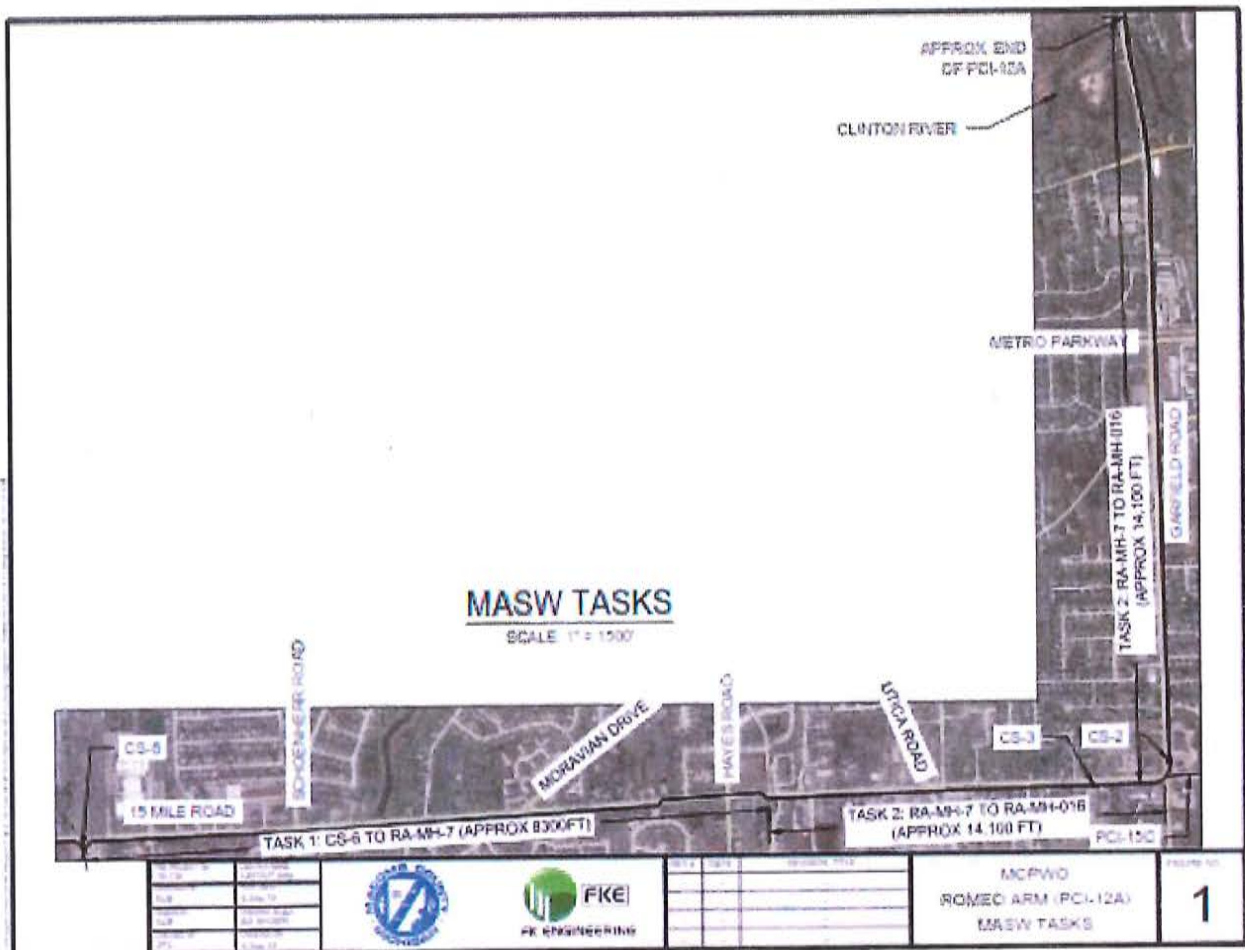 APPROX END
OF PCI-12A
CLINTON RIVER
METRO PARKWAY
TASK 2: RA-MH-7 TO RA-MH-016
(APPROX 14,100 FT)
GARFIELD ROAD
MASW TASKS
SCALE 1" = 1500'
SCHOENHERR ROAD
MORAVIAN DRIVE
HAYES ROAD
UTICA ROAD
CS-6
CS-3
CS-2
15 MILE ROAD
TASK 1: CS-6 TO RA-MH-7 (APPROX 8300FT)
TASK 2: RA-MH-7 TO RA-MH-016
(APPROX 14,100 FT)
PCI-15C
FKE
FK ENGINEERING
MCPWO
ROMEO ARM (PCI-12A)
MASW TASKS
FIGURE NO.
1